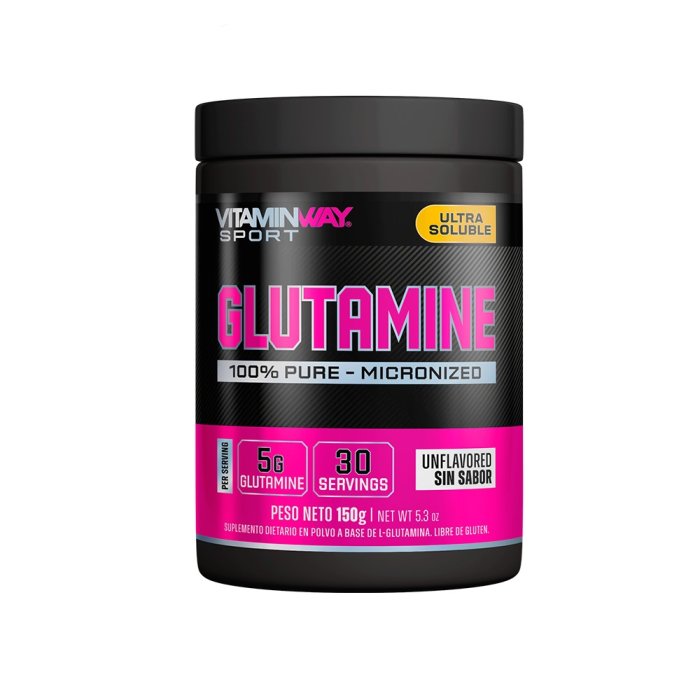 VITAMINWAY®
SPORT
ULTRA
SOLUBLE
GLUTAMINE
100% PURE - MICRONIZED
PER SERVING
5G
GLUTAMINE
30
SERVINGS
UNFLAVORED
SIN SABOR
PESO NETO 150g | NET WT 5.3 oz
SUPLEMENTO DIETARIO EN POLVO A BASE DE L-GLUTAMINA. LIBRE DE GLUTEN.